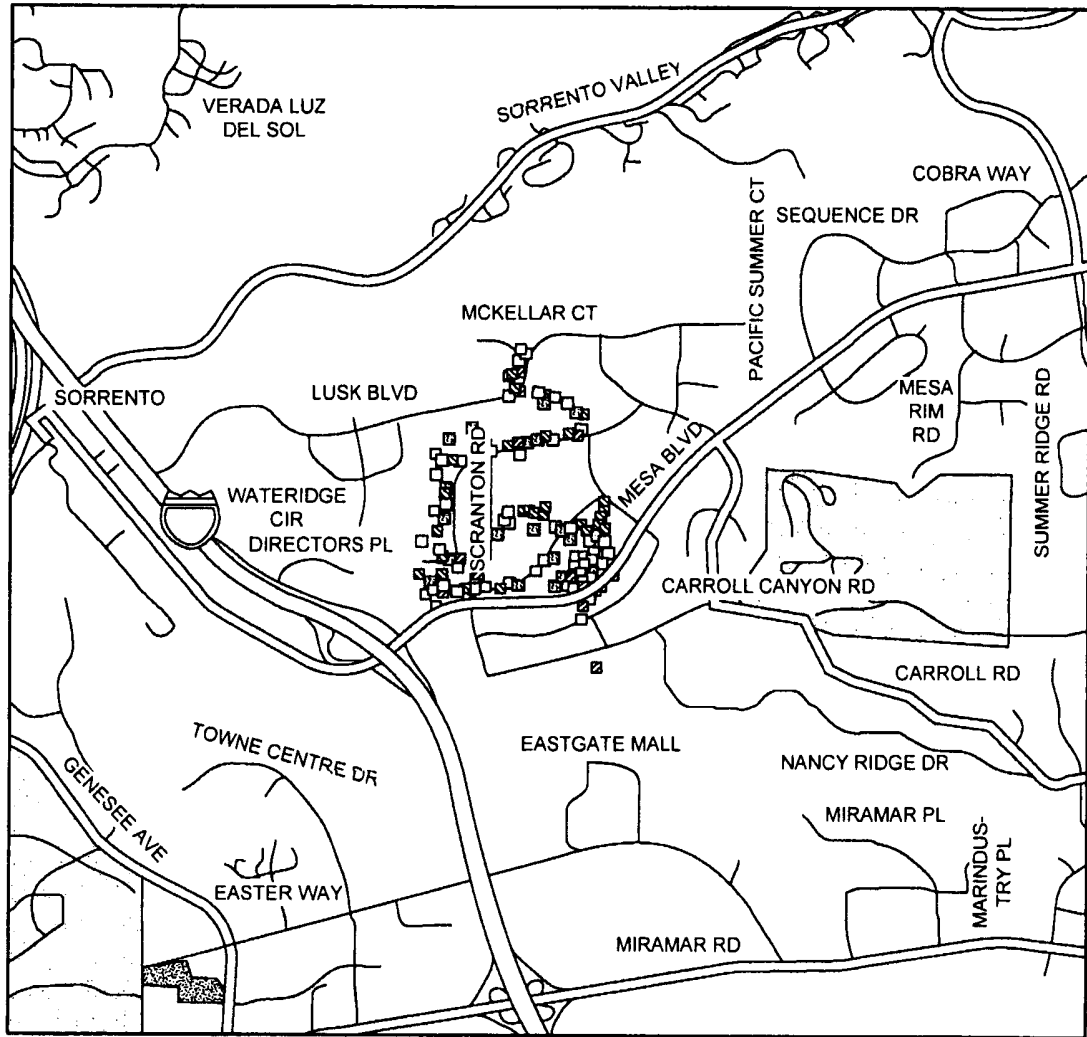 VERADA LUZ
DEL SOL
SORRENTO VALLEY
COBRA WAY
SEQUENCE DR
PACIFIC SUMMER CT
MCKELLAR CT
SORRENTO
LUSK BLVD
MESA
RIM
RD
SUMMER RIDGE RD
SCRANTON RD
MESA BLVD
WATERIDGE
CIR
DIRECTORS PL
CARROLL CANYON RD
CARROLL RD
TOWNE CENTRE DR
EASTGATE MALL
NANCY RIDGE DR
GENESEE AVE
MIRAMAR PL
MARINDUS-
TRY PL
EASTER WAY
MIRAMAR RD